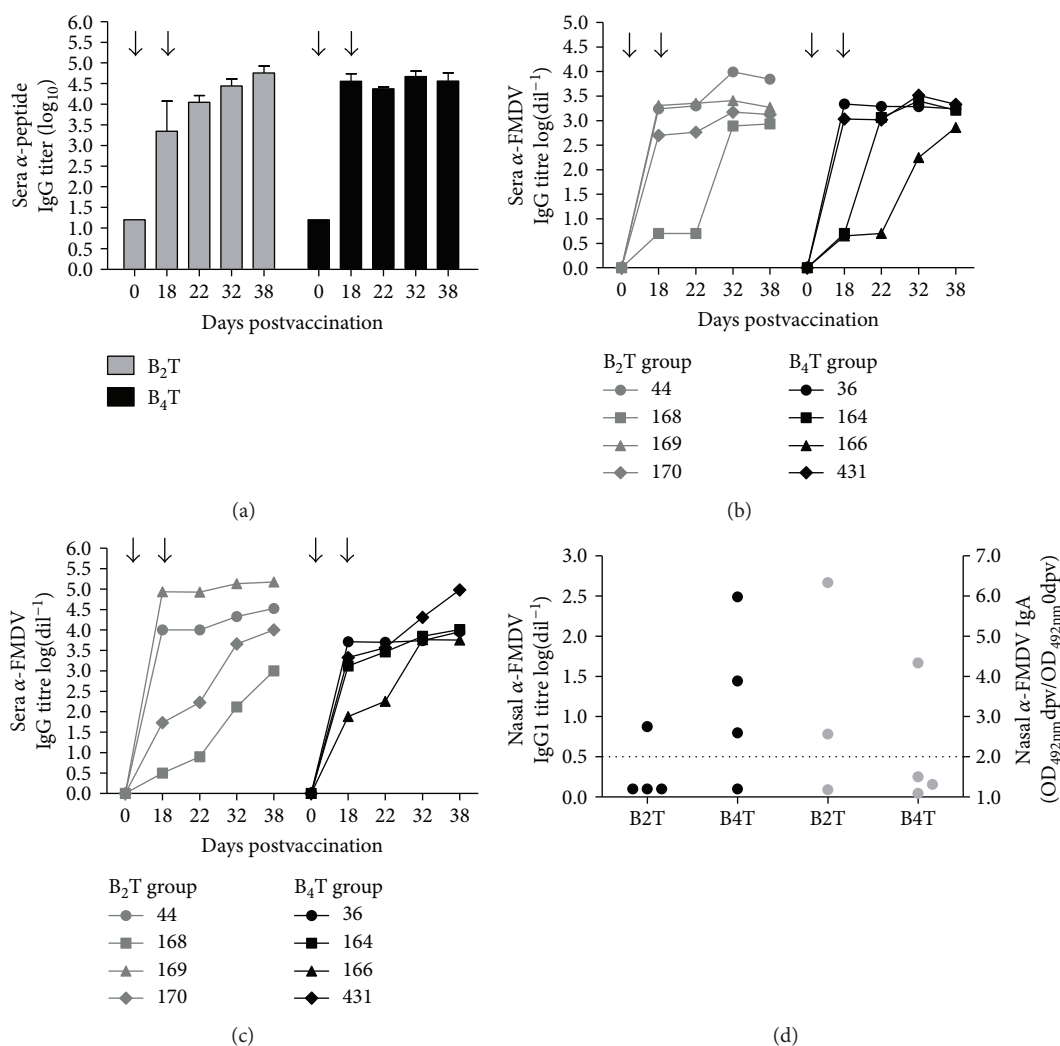 6.0
5.5
5.0
4.5
4.0
3.5
3.0
2.5
2.0
1.5
1.0
0.5
0.0
Sera α-peptide
IgG titer (log₁₀)
0 18 22 32 38 0 18 22 32 38
Days postvaccination
B₂T
B₄T
(a)
5.0
4.5
4.0
3.5
3.0
2.5
2.0
1.5
1.0
0.5
0.0
Sera α-FMDV
IgG titre log(dil⁻¹)
0 18 22 32 38 0 18 22 32 38
Days postvaccination
B₂T group
44
168
169
170
B₄T group
36
164
166
431
(b)
6.0
5.5
5.0
4.5
4.0
3.5
3.0
2.5
2.0
1.5
1.0
0.5
0.0
Sera α-FMDV
IgG titre log(dil⁻¹)
0 18 22 32 38 0 18 22 32 38
Days postvaccination
B₂T group
44
168
169
170
B₄T group
36
164
166
431
(c)
3.0
2.5
2.0
1.5
1.0
0.5
0.0
Nasal α-FMDV
IgG1 titre log(dil⁻¹)
7.0
6.0
5.0
4.0
3.0
2.0
1.0
Nasal α-FMDV IgA
(OD₄₉₂ₙₘ dpv/OD₄₉₂ₙₘ 0dpv)
B2T B4T B2T B4T
(d)